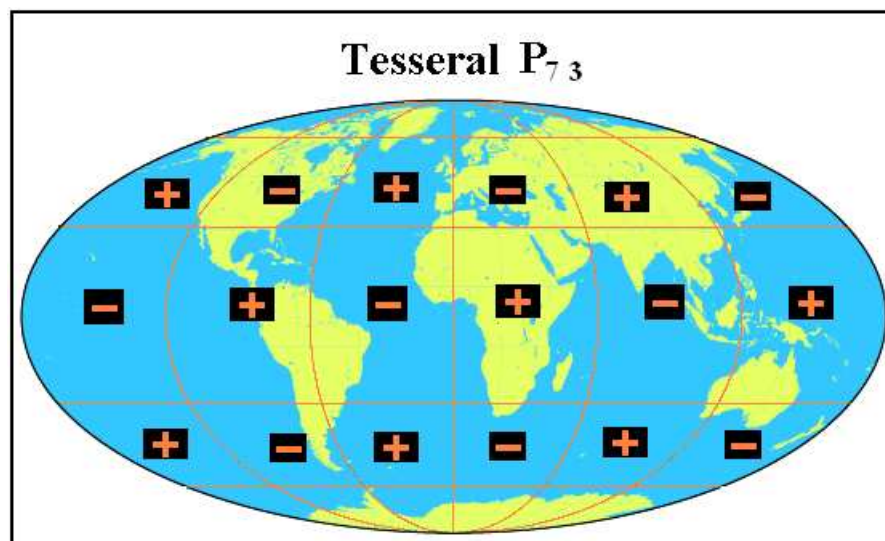 Tesseral P₇ ₃
+ − + − + −
− + − + − +
+ − + − + −